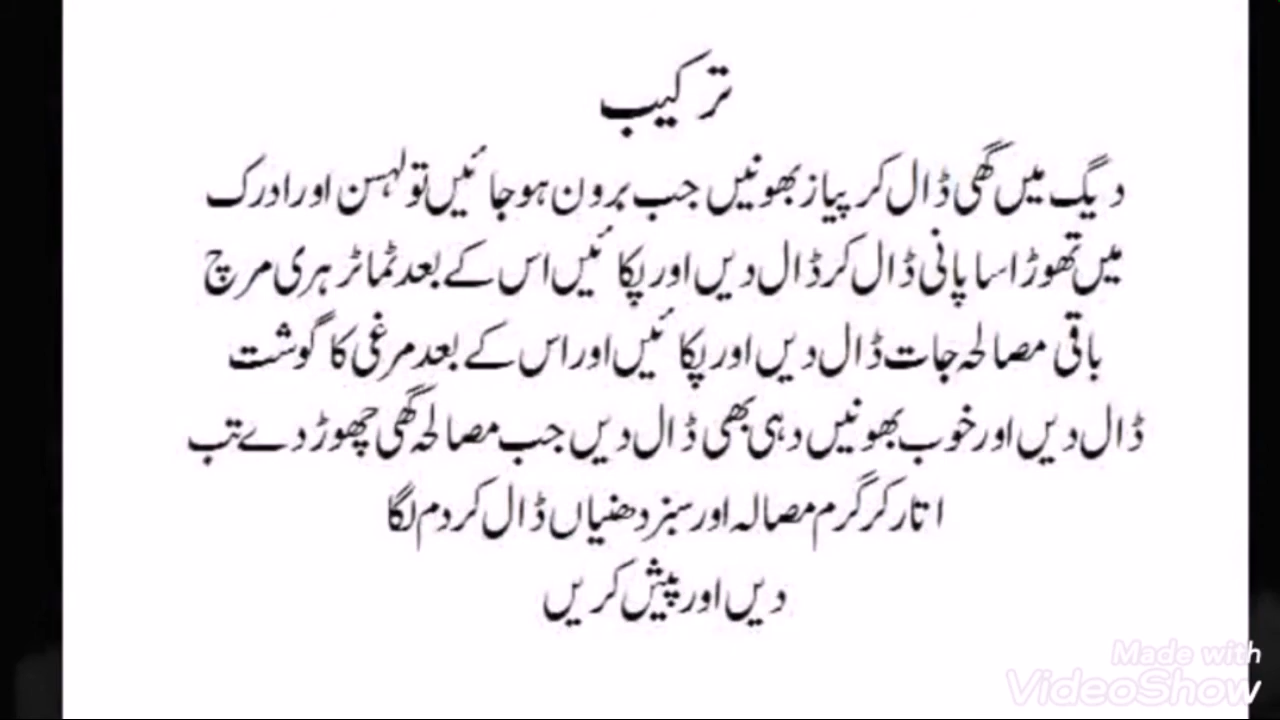 ترکیب
دیگ میں گھی ڈال کر پیاز بھونیں جب برون ہو جائیں تو لہسن اور ادرک
میں تھوڑا سا پانی ڈال کر ڈال دیں اور پکائیں اس کے بعد ٹماٹر ہری مرچ
باقی مصالحہ جات ڈال دیں اور پکائیں اور اس کے بعد مرغی کا گوشت
ڈال دیں اور خوب بھونیں دہی بھی ڈال دیں جب مصالحہ گھی چھوڑ دے تب
اتار کر گرم مصالہ اور سبز دھنیاں ڈال کر دم لگا
دیں اور پیش کریں
Made with
VideoShow